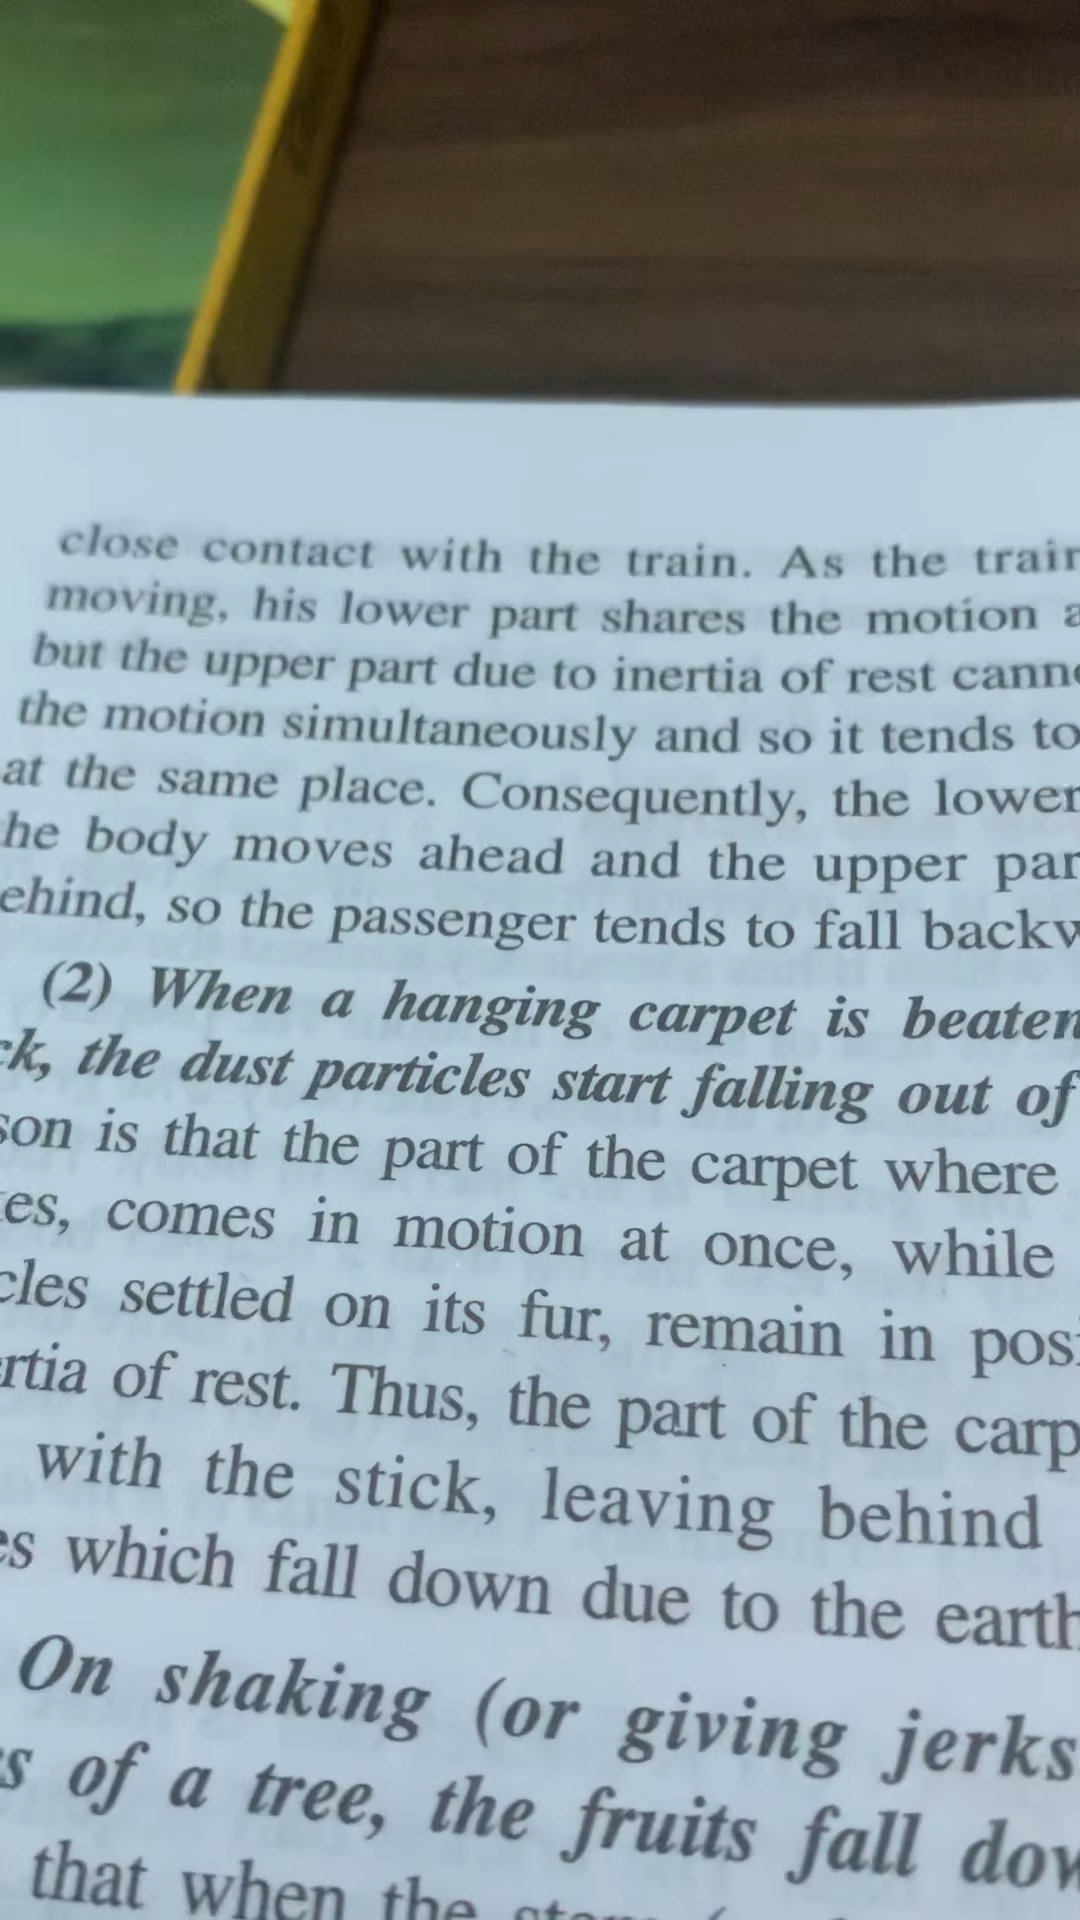 close contact with the train. As the train
moving, his lower part shares the motion
but the upper part due to inertia of rest
the motion simultaneously and so it tends to
at the same place. Consequently, the lower
he body moves ahead and the upper par
ehind, so the passenger tends to fall backw
(2) When a hanging carpet is beaten
ck, the dust particles start falling out of
son is that the part of the carpet where
es, comes in motion at once, while
cles settled on its fur, remain in posi
rtia of rest. Thus, the part of the carp
with the stick, leaving behind
es which fall down due to the earth
On shaking (or giving jerks
s of a tree, the fruits fall dow
that when the